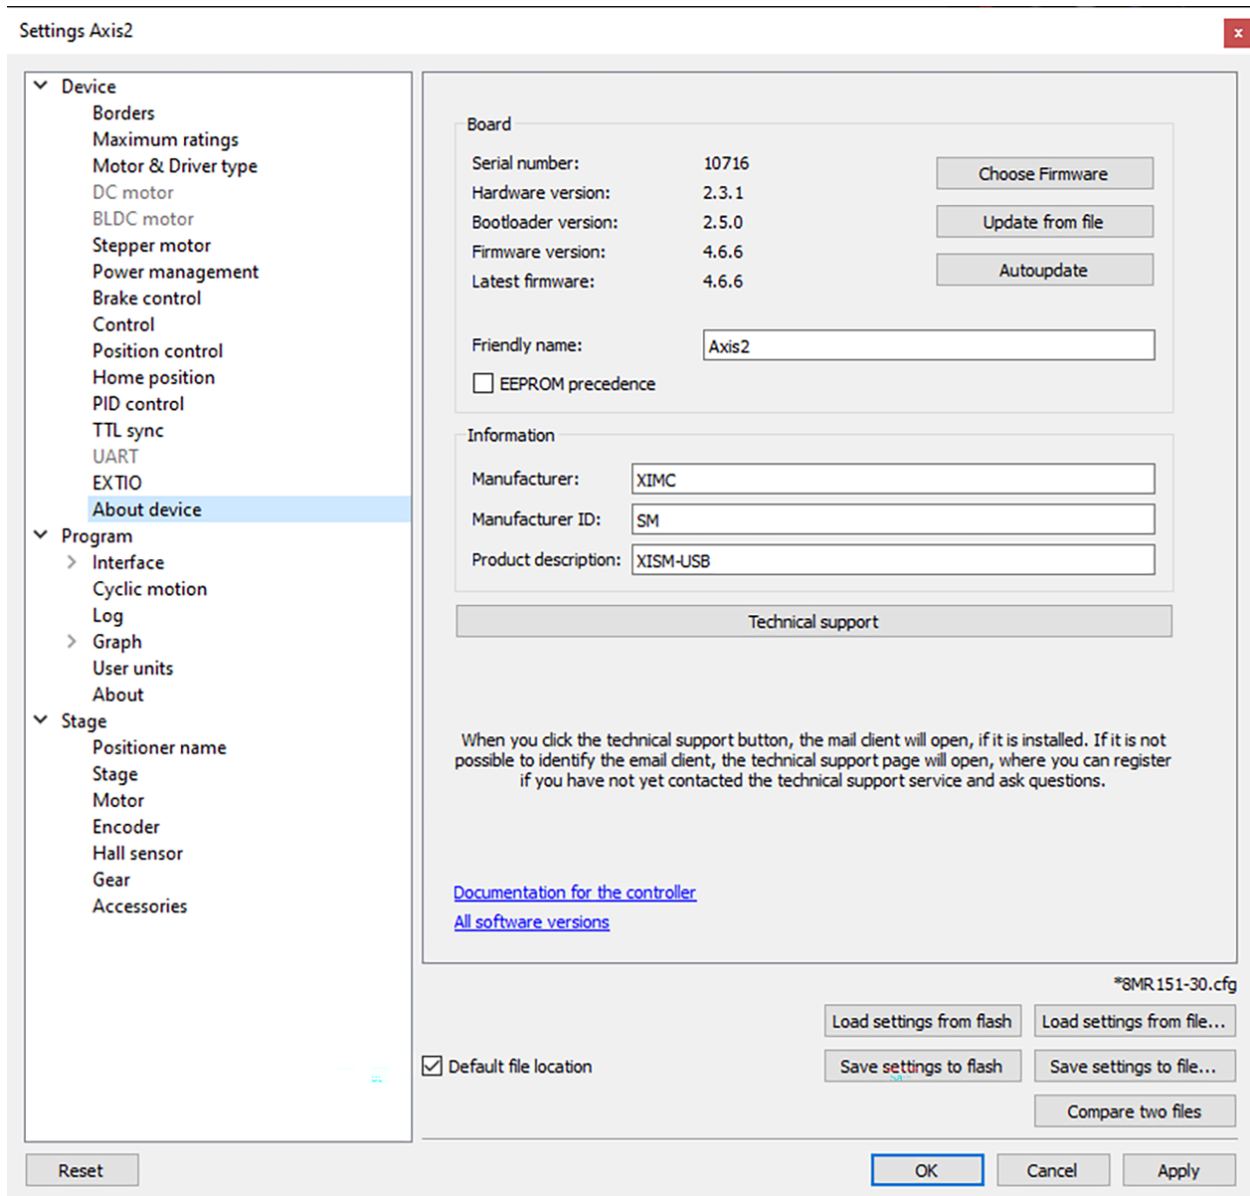 Settings Axis2
x
Device
Borders
Maximum ratings
Motor & Driver type
DC motor
BLDC motor
Stepper motor
Power management
Brake control
Control
Position control
Home position
PID control
TTL sync
UART
EXTIO
About device
Program
Interface
Cyclic motion
Log
Graph
User units
About
Stage
Positioner name
Stage
Motor
Encoder
Hall sensor
Gear
Accessories
Board
Serial number: 10716
Hardware version: 2.3.1
Bootloader version: 2.5.0
Firmware version: 4.6.6
Latest firmware: 4.6.6
Choose Firmware
Update from file
Autoupdate
Friendly name: Axis2
EEPROM precedence
Information
Manufacturer: XIMC
Manufacturer ID: SM
Product description: XISM-USB
Technical support
When you click the technical support button, the mail client will open, if it is installed. If it is not
possible to identify the email client, the technical support page will open, where you can register
if you have not yet contacted the technical support service and ask questions.
Documentation for the controller
All software versions
*8MR151-30.cfg
Load settings from flash Load settings from file...
Default file location Save settings to flash Save settings to file...
Compare two files
Reset OK Cancel Apply